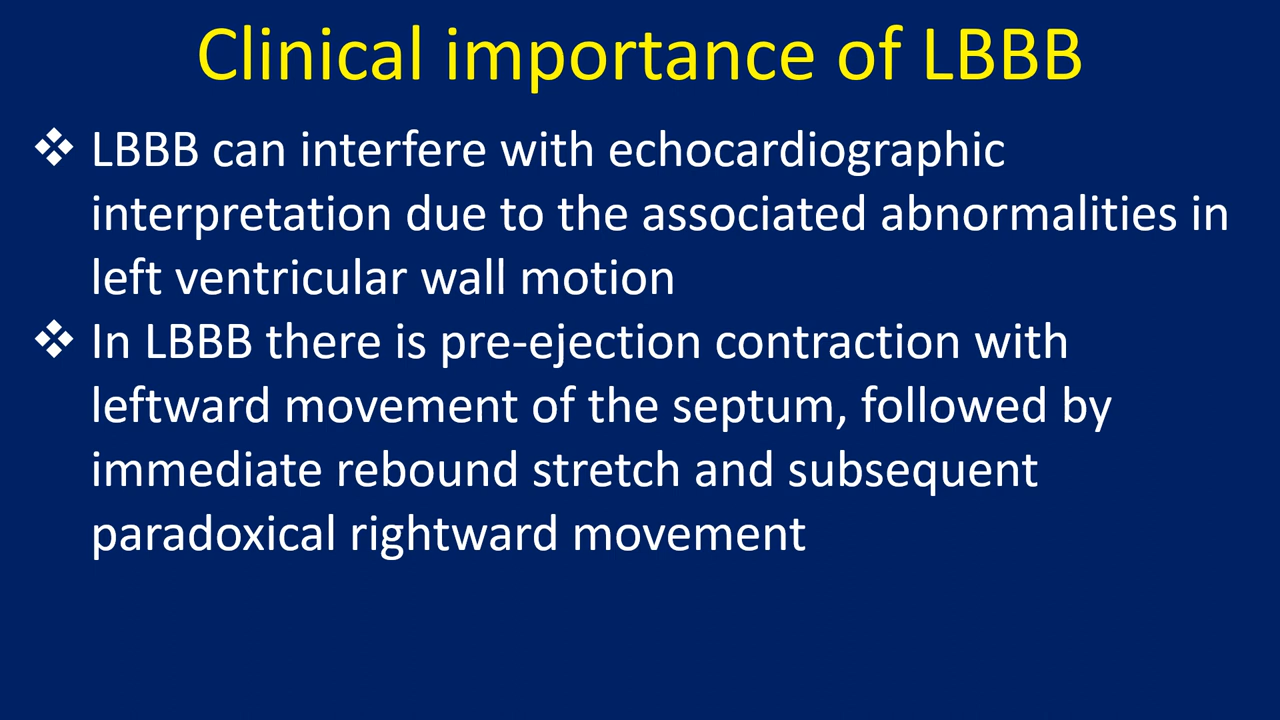 Clinical importance of LBBB
❖ LBBB can interfere with echocardiographic
interpretation due to the associated abnormalities in
left ventricular wall motion
❖ In LBBB there is pre-ejection contraction with
leftward movement of the septum, followed by
immediate rebound stretch and subsequent
paradoxical rightward movement